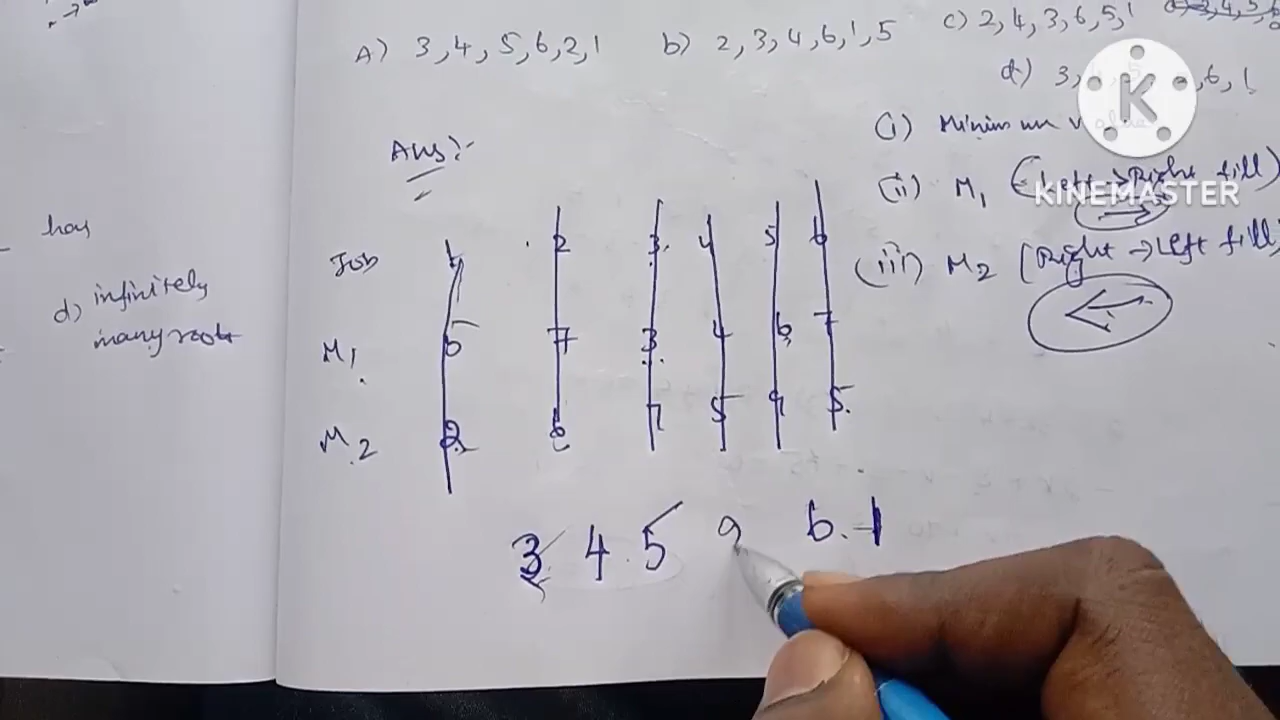 A) 3, 4, 5, 6, 2, 1 b) 2, 3, 4, 6, 1, 5 c) 2, 4, 3, 6, 5, 1
d) 3, 6, 1
Ans:-
(i) Minimum
(ii) M1 (Left → Right fill)
KINEMASTER
(iii) M2 (Right → Left fill)
has
d) infinitely
many roots
Job 1 2 3 4 5 6
M1 5 7 3 4 6 7
M2 2 6 7 5 9 5
3 4 5 6 1